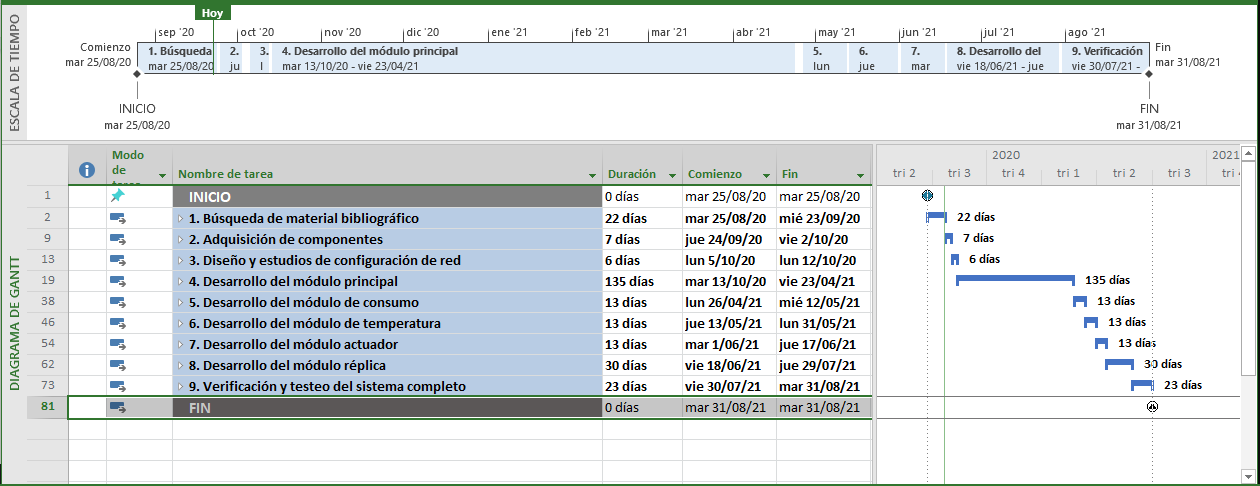 Hoy
ESCALA DE TIEMPO
sep '20 oct '20 nov '20 dic '20 ene '21 feb '21 mar '21 abr '21 may '21 jun '21 jul '21 ago '21
Comienzo
mar 25/08/20
1. Búsqueda
mar 25/08/20
2.
ju
3.
l
4. Desarrollo del módulo principal
mar 13/10/20 - vie 23/04/21
5.
lun
6.
jue
7.
mar
8. Desarrollo del
vie 18/06/21 - jue
9. Verificación
vie 30/07/21 -
Fin
mar 31/08/21
INICIO
mar 25/08/20
FIN
mar 31/08/21
DIAGRAMA DE GANTT
Modo de Nombre de tarea Duración Comienzo Fin
2020 2021
tri 2 tri 3 tri 4 tri 1 tri 2 tri 3 tri 4
1 INICIO 0 días mar 25/08/20 mar 25/08/20
2 1. Búsqueda de material bibliográfico 22 días mar 25/08/20 mié 23/09/20 22 días
9 2. Adquisición de componentes 7 días jue 24/09/20 vie 2/10/20 7 días
13 3. Diseño y estudios de configuración de red 6 días lun 5/10/20 lun 12/10/20 6 días
19 4. Desarrollo del módulo principal 135 días mar 13/10/20 vie 23/04/21 135 días
38 5. Desarrollo del módulo de consumo 13 días lun 26/04/21 mié 12/05/21 13 días
46 6. Desarrollo del módulo de temperatura 13 días jue 13/05/21 lun 31/05/21 13 días
54 7. Desarrollo del módulo actuador 13 días mar 1/06/21 jue 17/06/21 13 días
62 8. Desarrollo del módulo réplica 30 días vie 18/06/21 jue 29/07/21 30 días
73 9. Verificación y testeo del sistema completo 23 días vie 30/07/21 mar 31/08/21 23 días
81 FIN 0 días mar 31/08/21 mar 31/08/21